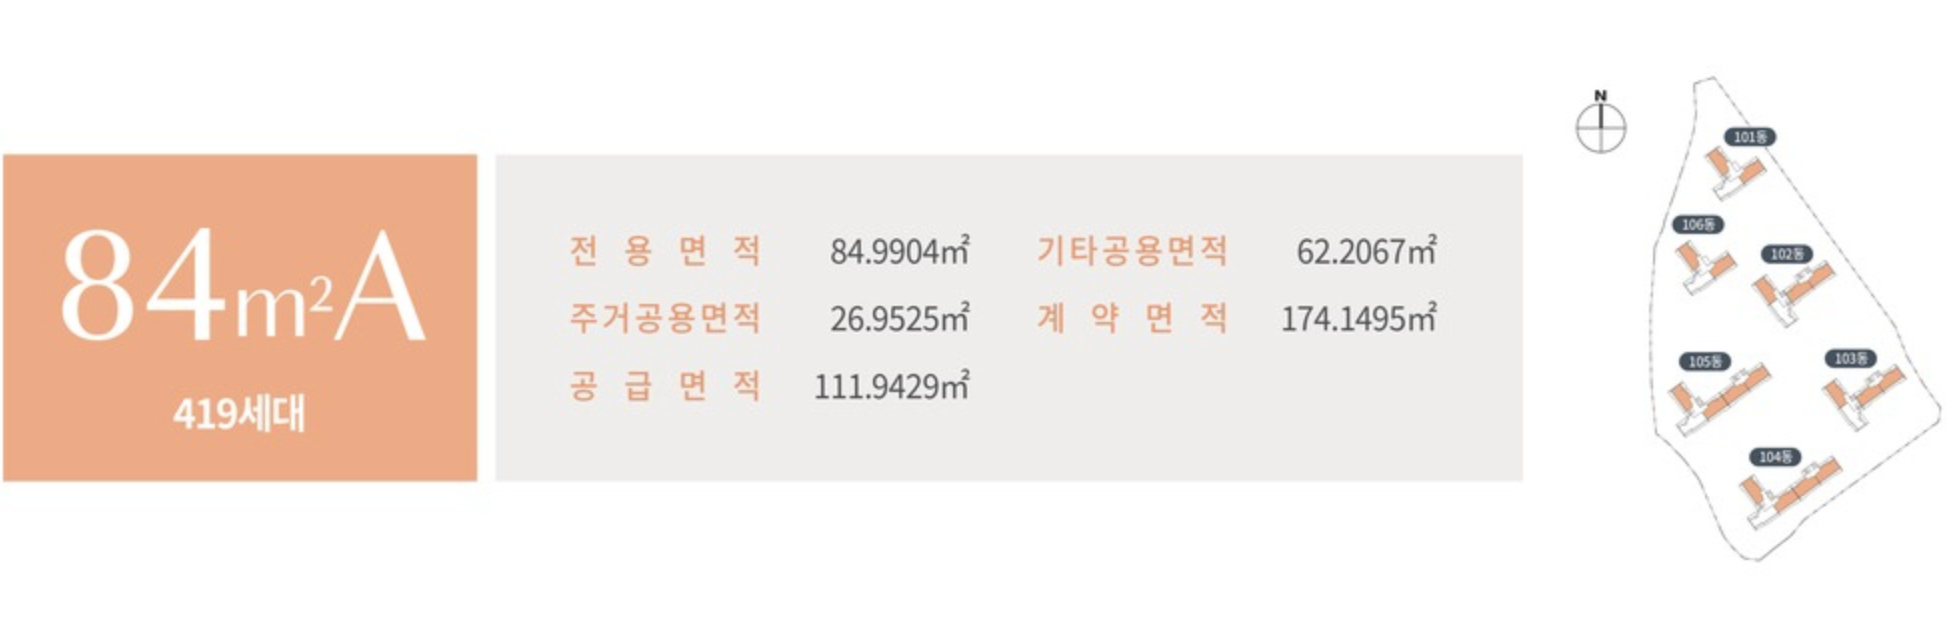 84m²A
419세대
전용면적 84.9904㎡
주거공용면적 26.9525㎡
공급면적 111.9429㎡
기타공용면적 62.2067㎡
계약면적 174.1495㎡
N
101동
106동
102동
105동
103동
104동